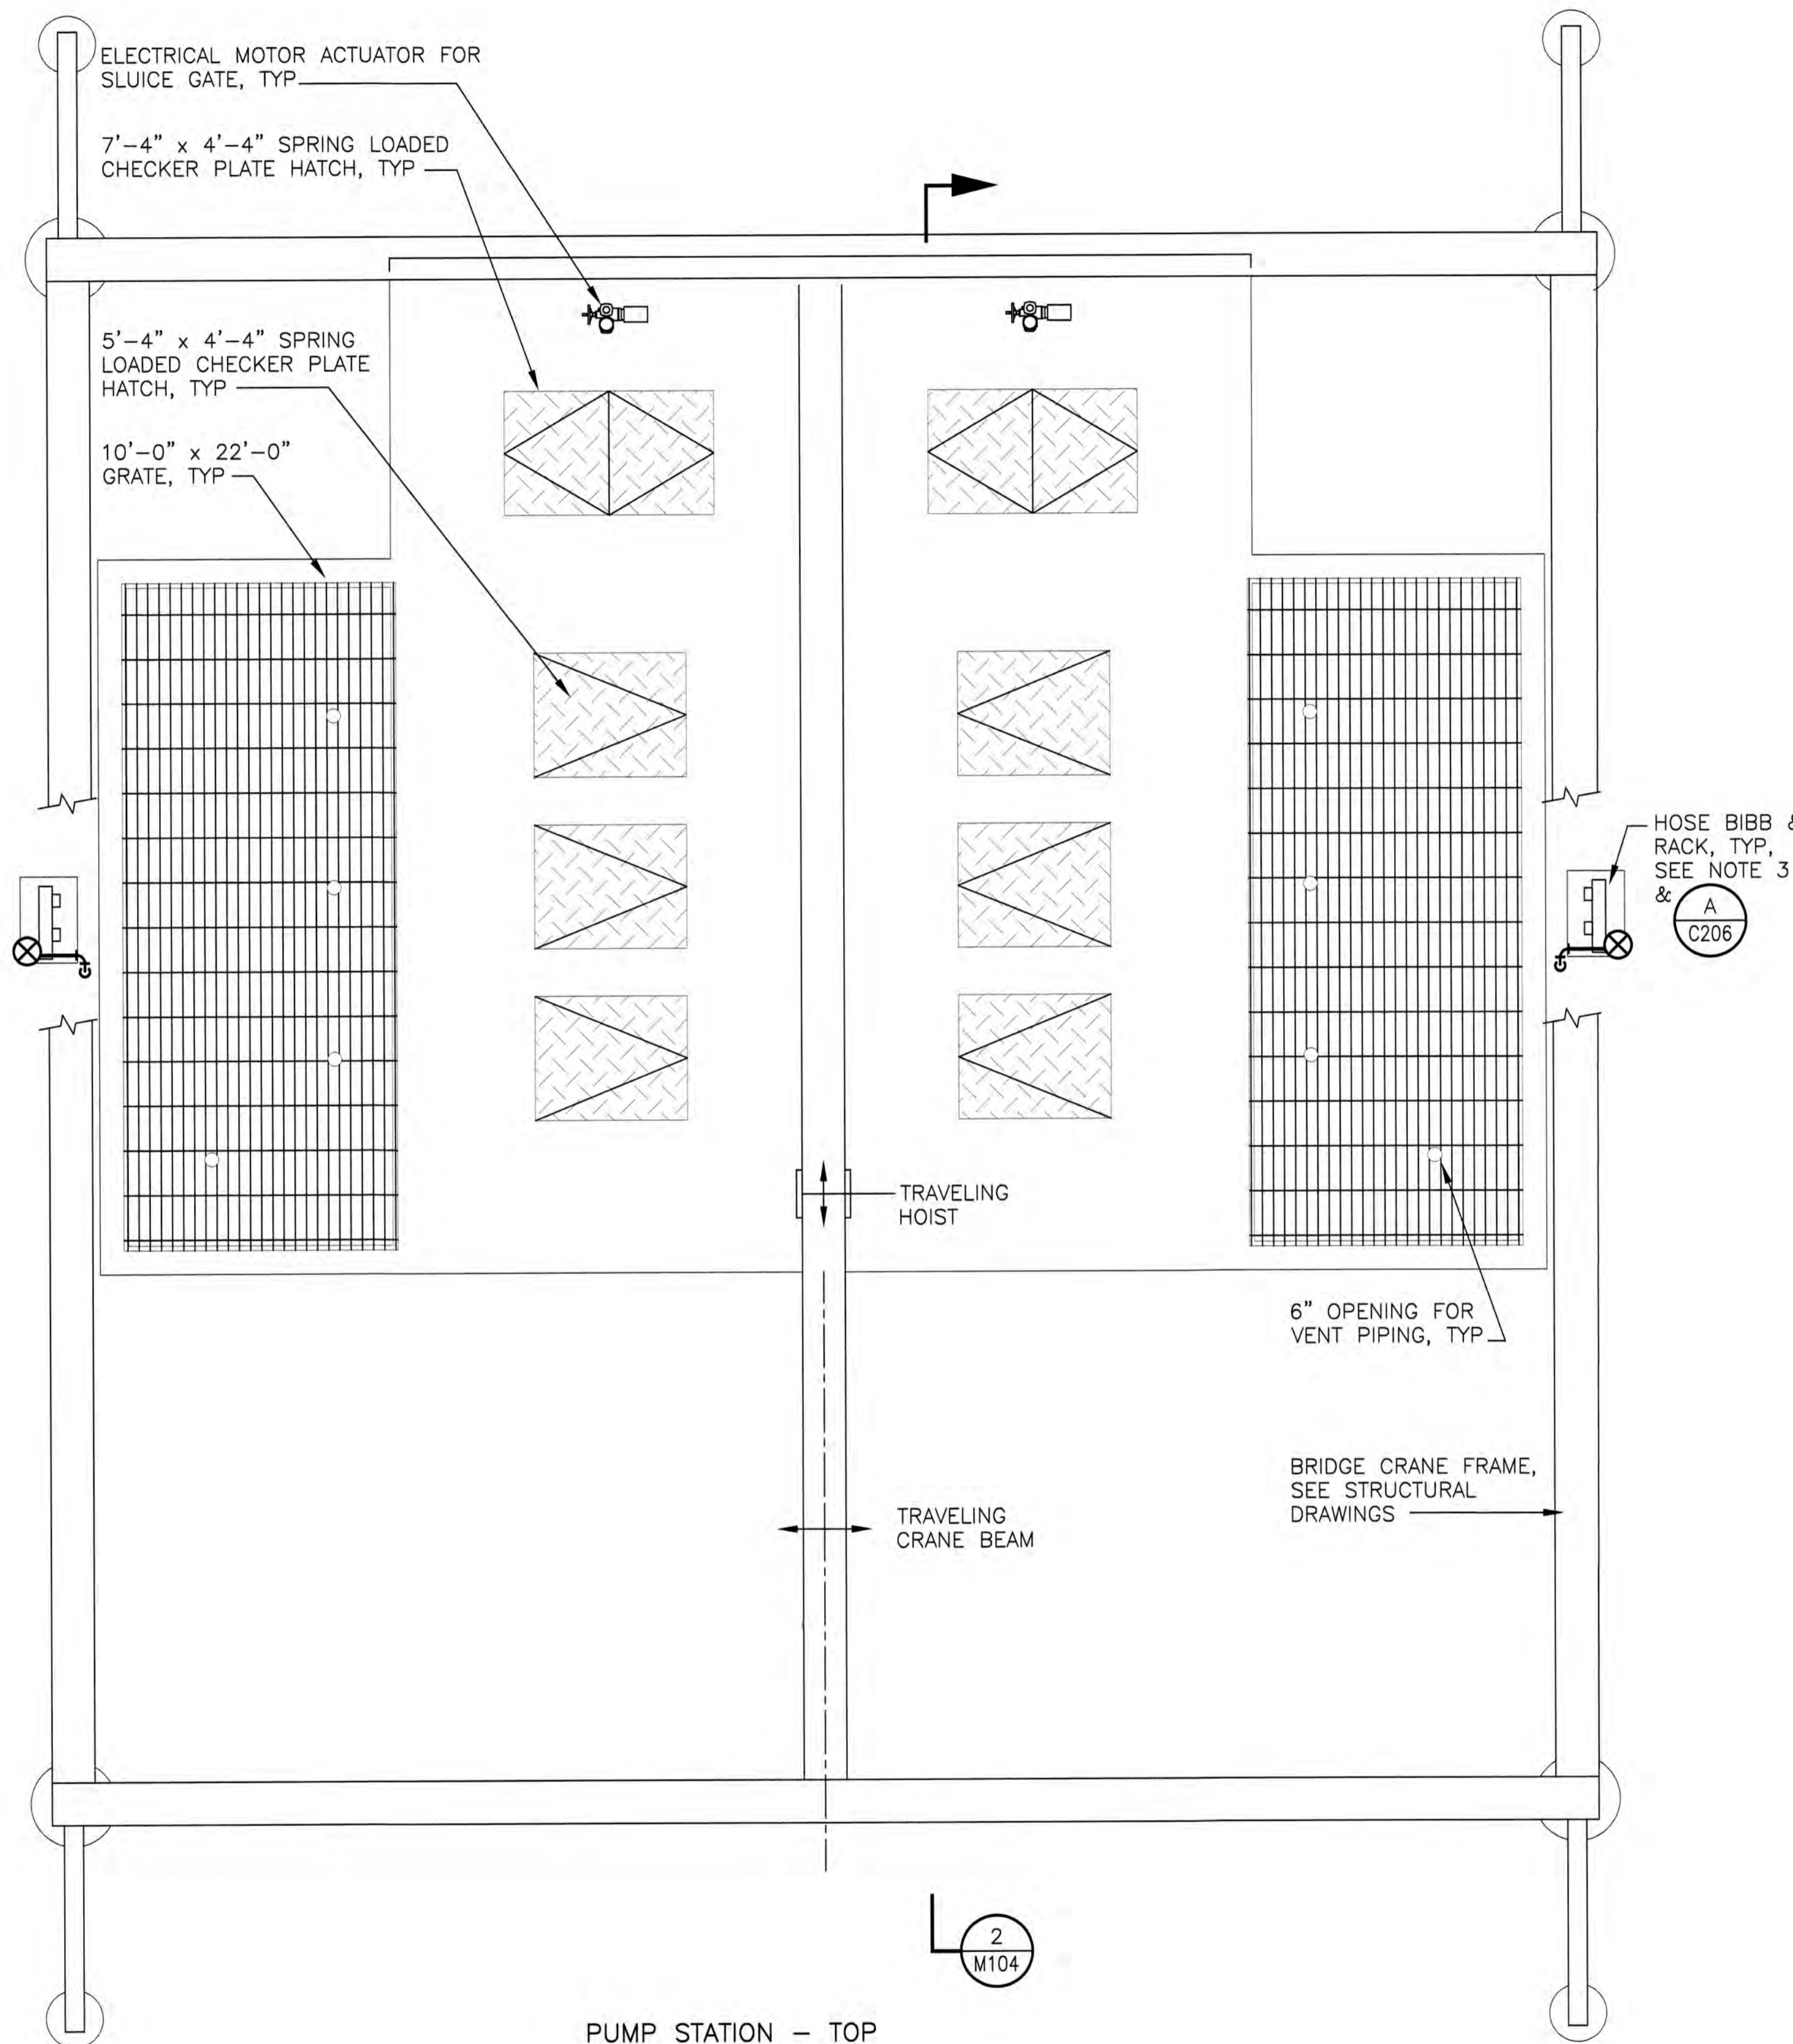 ELECTRICAL MOTOR ACTUATOR FOR
SLUICE GATE, TYP
7'-4" x 4'-4" SPRING LOADED
CHECKER PLATE HATCH, TYP
5'-4" x 4'-4" SPRING
LOADED CHECKER PLATE
HATCH, TYP
10'-0" x 22'-0"
GRATE, TYP
HOSE BIBB &
RACK, TYP,
SEE NOTE 3
&
A
C206
TRAVELING
HOIST
6" OPENING FOR
VENT PIPING, TYP
BRIDGE CRANE FRAME,
SEE STRUCTURAL
DRAWINGS
TRAVELING
CRANE BEAM
2
M104
PUMP STATION – TOP